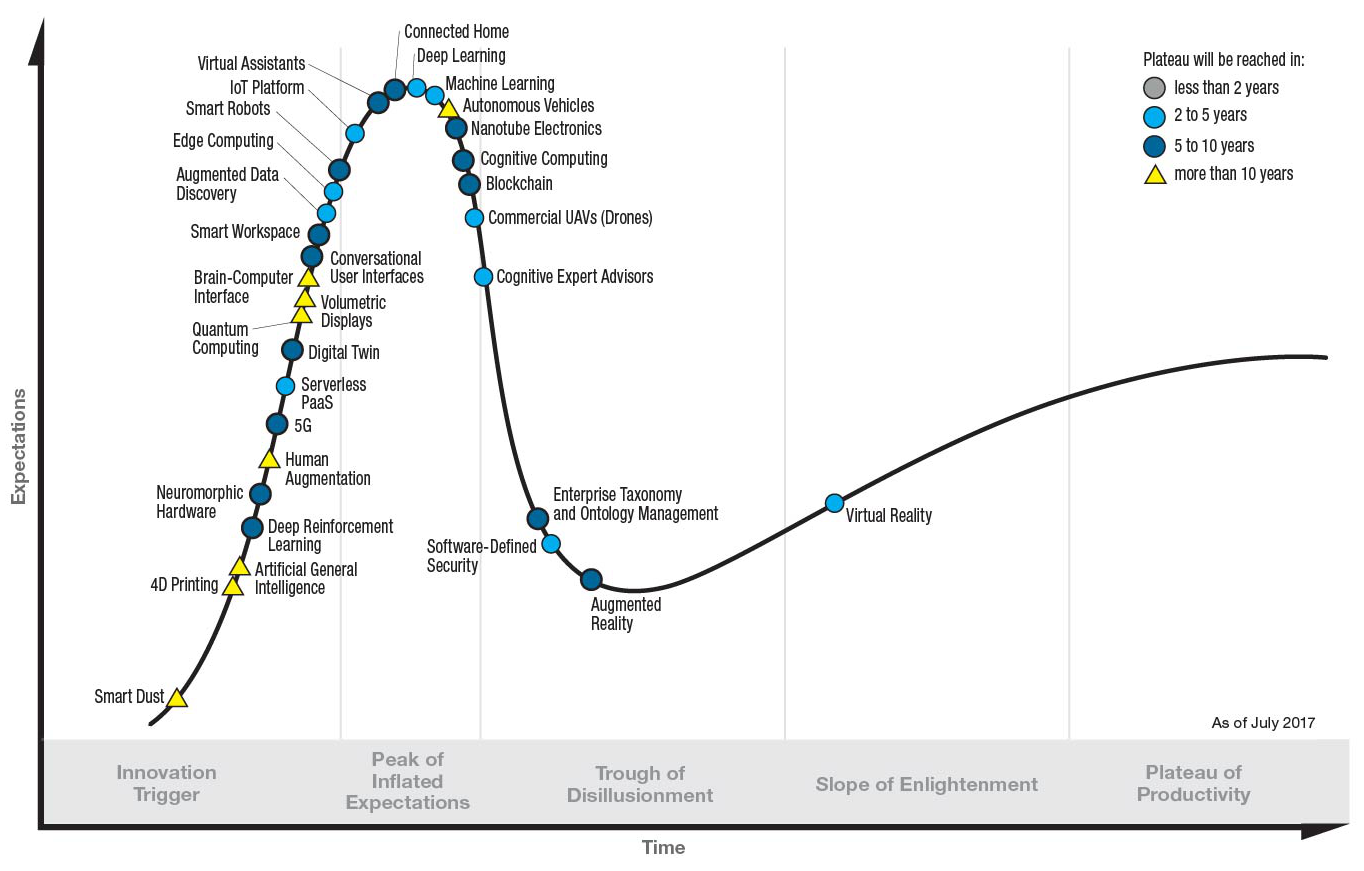 Connected Home
Deep Learning
Virtual Assistants
IoT Platform
Machine Learning
Smart Robots
Autonomous Vehicles
Nanotube Electronics
Edge Computing
Cognitive Computing
Augmented Data
Discovery
Blockchain
Commercial UAVs (Drones)
Smart Workspace
Conversational
User Interfaces
Brain-Computer
Interface
Cognitive Expert Advisors
Volumetric
Displays
Quantum
Computing
Digital Twin
Serverless
PaaS
5G
Human
Augmentation
Neuromorphic
Hardware
Deep Reinforcement
Learning
Artificial General
Intelligence
4D Printing
Smart Dust
Enterprise Taxonomy
and Ontology Management
Software-Defined
Security
Augmented
Reality
Virtual Reality
Plateau will be reached in:
less than 2 years
2 to 5 years
5 to 10 years
more than 10 years
As of July 2017
Expectations
Innovation
Trigger
Peak of
Inflated
Expectations
Trough of
Disillusionment
Slope of Enlightenment
Plateau of
Productivity
Time